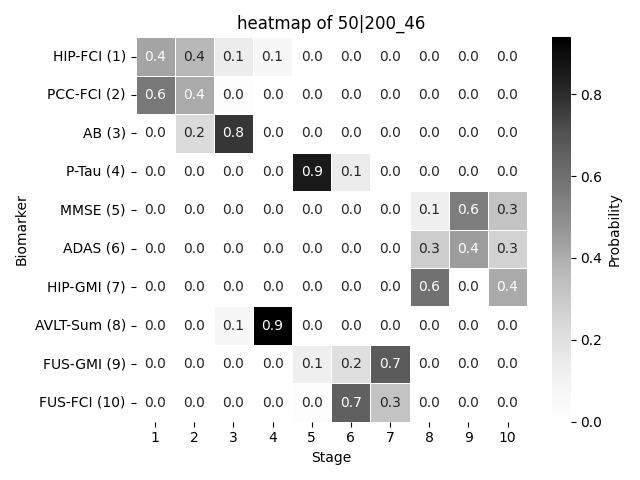 heatmap of 50|200_46
Biomarker
HIP-FCI (1) 0.4 0.4 0.1 0.1 0.0 0.0 0.0 0.0 0.0 0.0
PCC-FCI (2) 0.6 0.4 0.0 0.0 0.0 0.0 0.0 0.0 0.0 0.0
AB (3) 0.0 0.2 0.8 0.0 0.0 0.0 0.0 0.0 0.0 0.0
P-Tau (4) 0.0 0.0 0.0 0.0 0.9 0.1 0.0 0.0 0.0 0.0
MMSE (5) 0.0 0.0 0.0 0.0 0.0 0.0 0.0 0.1 0.6 0.3
ADAS (6) 0.0 0.0 0.0 0.0 0.0 0.0 0.0 0.3 0.4 0.3
HIP-GMI (7) 0.0 0.0 0.0 0.0 0.0 0.0 0.0 0.6 0.0 0.4
AVLT-Sum (8) 0.0 0.0 0.1 0.9 0.0 0.0 0.0 0.0 0.0 0.0
FUS-GMI (9) 0.0 0.0 0.0 0.0 0.1 0.2 0.7 0.0 0.0 0.0
FUS-FCI (10) 0.0 0.0 0.0 0.0 0.0 0.7 0.3 0.0 0.0 0.0
1 2 3 4 5 6 7 8 9 10
Stage
0.8
0.6
0.4
0.2
0.0
Probability